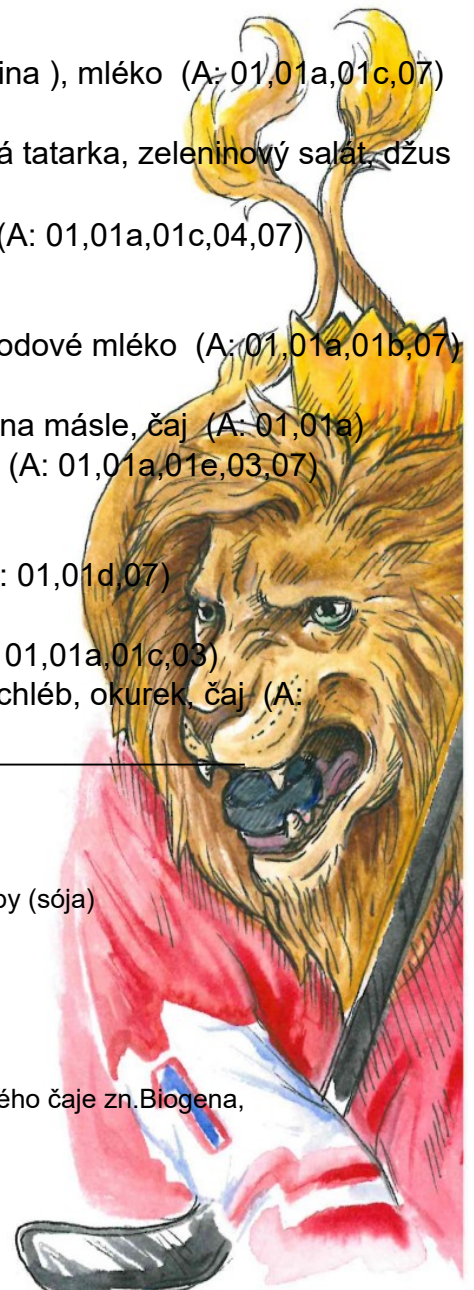 ina ), mléko (A: 01,01a,01c,07)
á tatarka, zeleninový salát, džus
(A: 01,01a,01c,04,07)
odové mléko (A: 01,01a,01b,07)
na másle, čaj (A: 01,01a)
(A: 01,01a,01e,03,07)
: 01,01d,07)
01,01a,01c,03)
chléb, okurek, čaj (A:
by (sója)
ého čaje zn.Biogena,